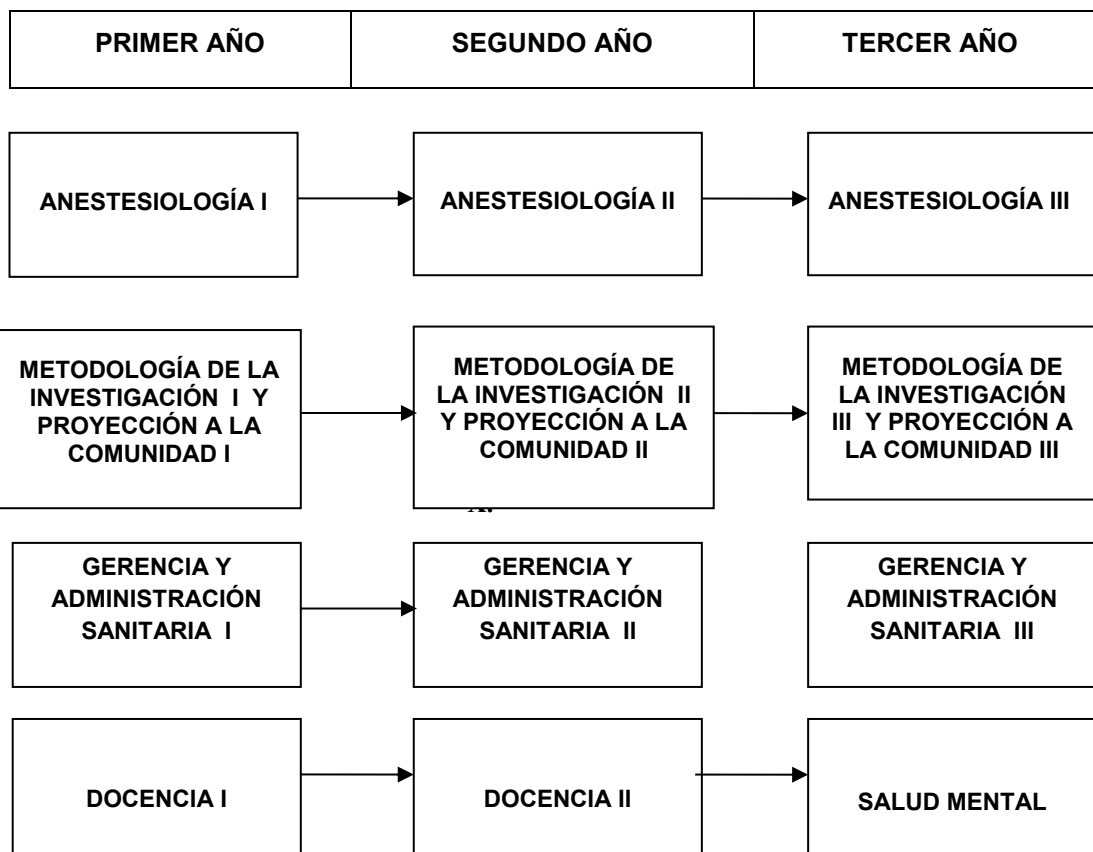 PRIMER AÑO
SEGUNDO AÑO
TERCER AÑO
ANESTESIOLOGÍA I
ANESTESIOLOGÍA II
ANESTESIOLOGÍA III
METODOLOGÍA DE LA
INVESTIGACIÓN I Y
PROYECCIÓN A LA
COMUNIDAD I
METODOLOGÍA DE
LA INVESTIGACIÓN II
Y PROYECCIÓN A LA
COMUNIDAD II
METODOLOGÍA DE
LA INVESTIGACIÓN
III Y PROYECCIÓN A
LA COMUNIDAD III
GERENCIA Y
ADMINISTRACIÓN
SANITARIA I
GERENCIA Y
ADMINISTRACIÓN
SANITARIA II
GERENCIA Y
ADMINISTRACIÓN
SANITARIA III
DOCENCIA I
DOCENCIA II
SALUD MENTAL